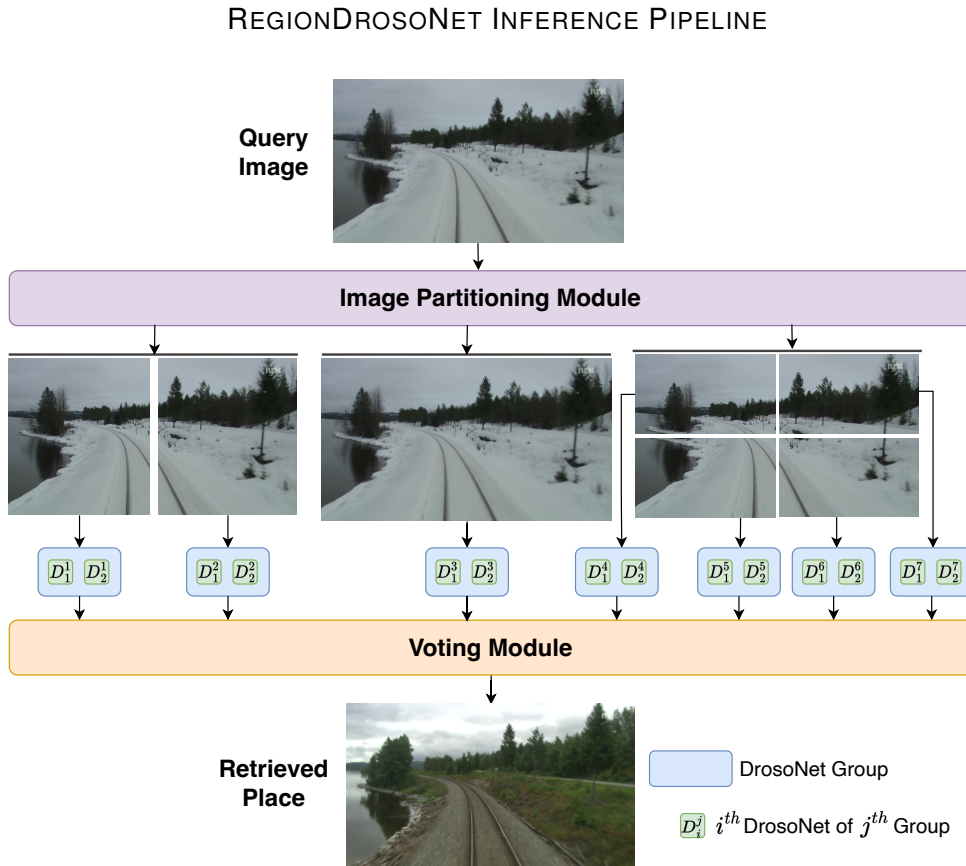 REGIONDROSONET INFERENCE PIPELINE
Query
Image
Image Partitioning Module
D₁¹ D₂¹ D₁² D₂² D₁³ D₂³ D₁⁴ D₂⁴ D₁⁵ D₂⁵ D₁⁶ D₂⁶ D₁⁷ D₂⁷
Voting Module
Retrieved
Place
DrosoNet Group
Dᵢʲ iᵗʰ DrosoNet of jᵗʰ Group